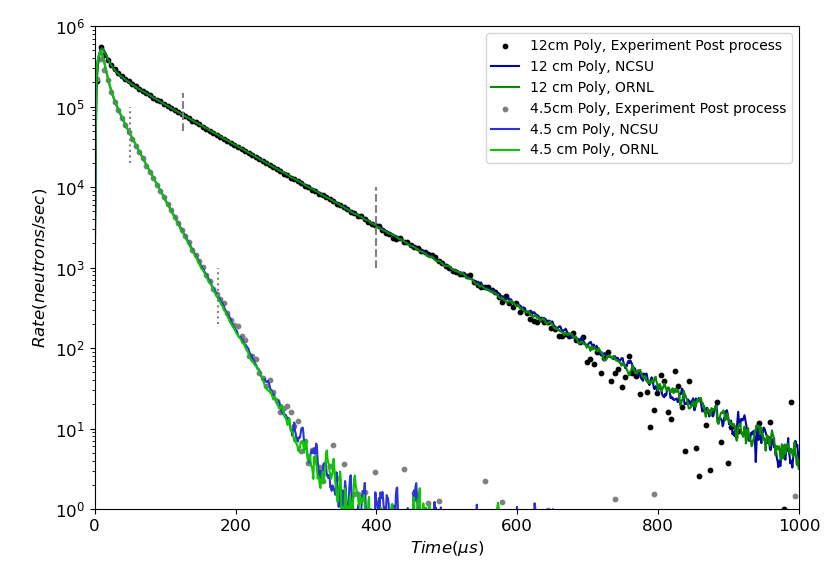 10^6
10^5
10^4
10^3
10^2
10^1
10^0
Rate(neutrons/sec)
12cm Poly, Experiment Post process
12 cm Poly, NCSU
12 cm Poly, ORNL
4.5cm Poly, Experiment Post process
4.5 cm Poly, NCSU
4.5 cm Poly, ORNL
0 200 400 600 800 1000
Time(μs)